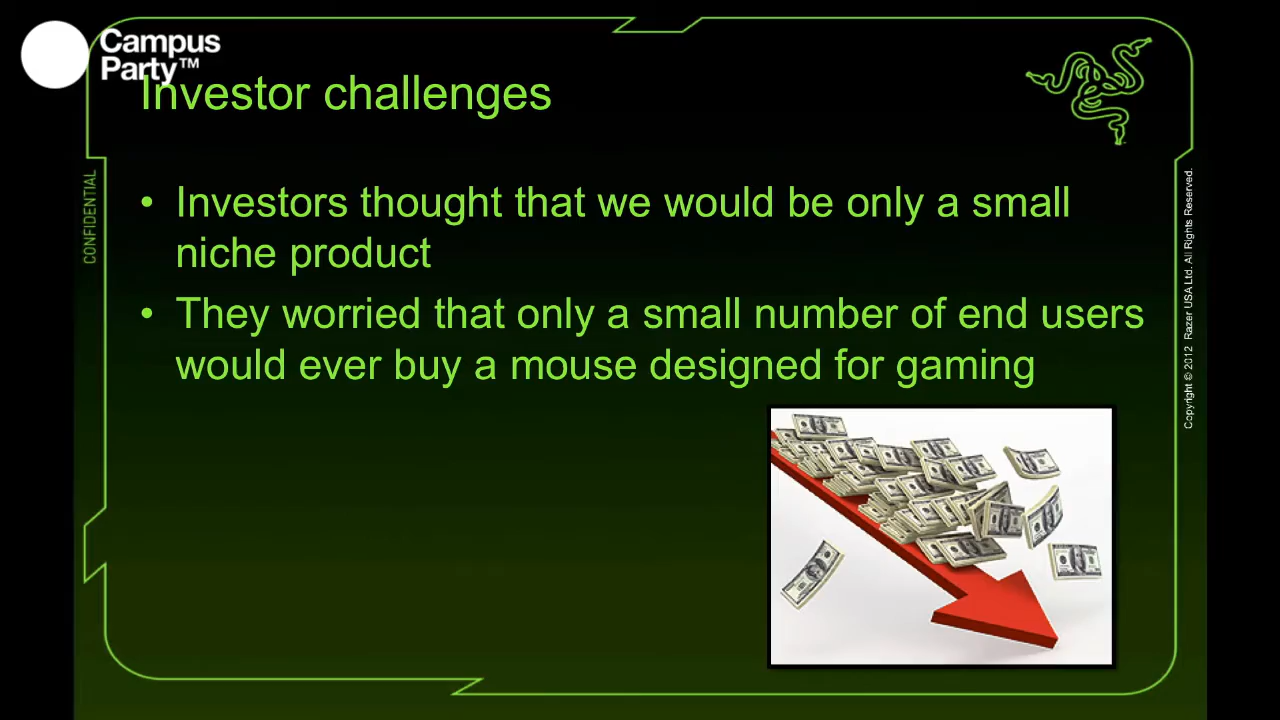 Campus
Party™
Investor challenges
• Investors thought that we would be only a small
niche product
• They worried that only a small number of end users
would ever buy a mouse designed for gaming
CONFIDENTIAL
Copyright © 2012 Razer USA Ltd. All Rights Reserved.